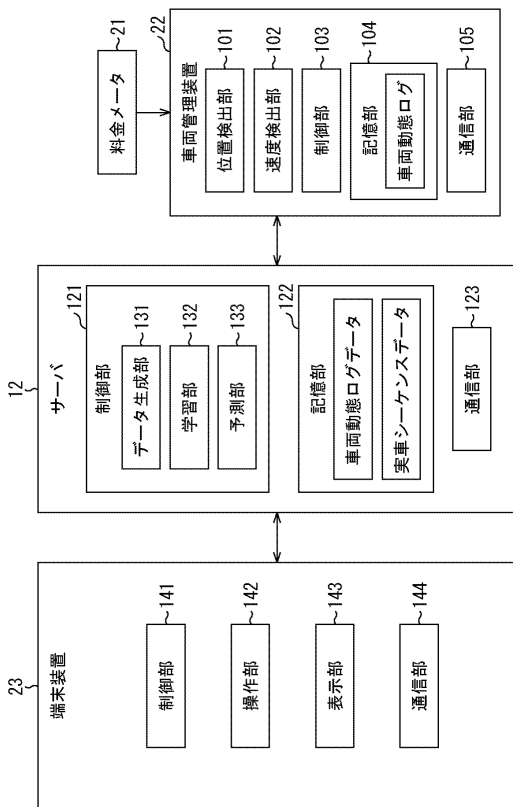 23
端末装置
141
制御部
142
操作部
143
表示部
144
通信部
12
サーバ
121
制御部
131
データ生成部
132
学習部
133
予測部
122
記憶部
車両動態ログデータ
実車シーケンスデータ
123
通信部
21
料金メータ
22
車両管理装置
101
位置検出部
102
速度検出部
103
制御部
104
記憶部
車両動態ログ
105
通信部